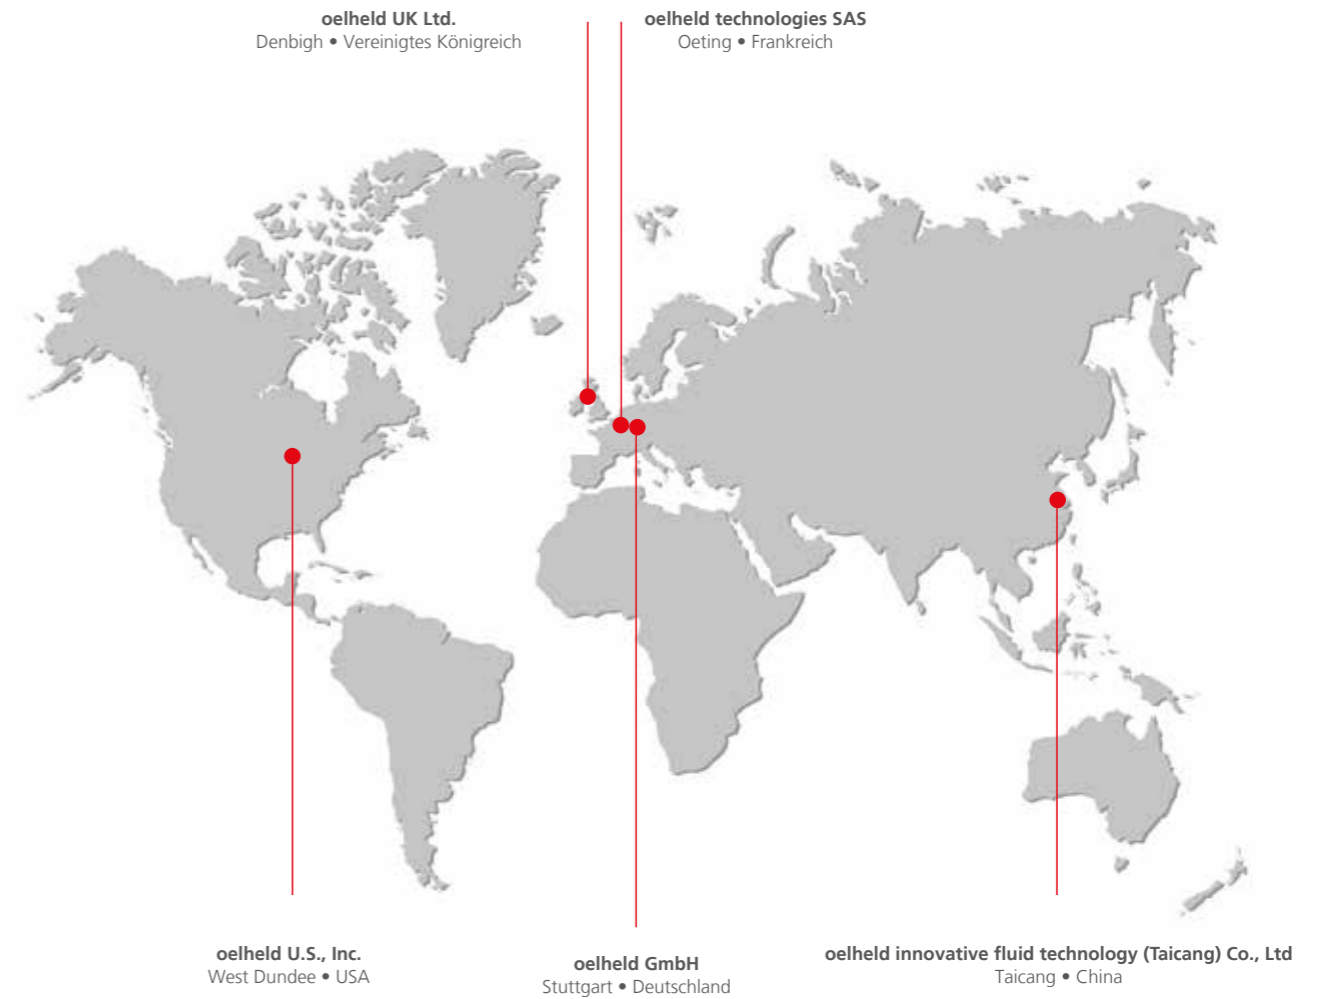 oelheld UK Ltd.
Denbigh • Vereinigtes Königreich
oelheld technologies SAS
Oeting • Frankreich
oelheld U.S., Inc.
West Dundee • USA
oelheld GmbH
Stuttgart • Deutschland
oelheld innovative fluid technology (Taicang) Co., Ltd
Taicang • China